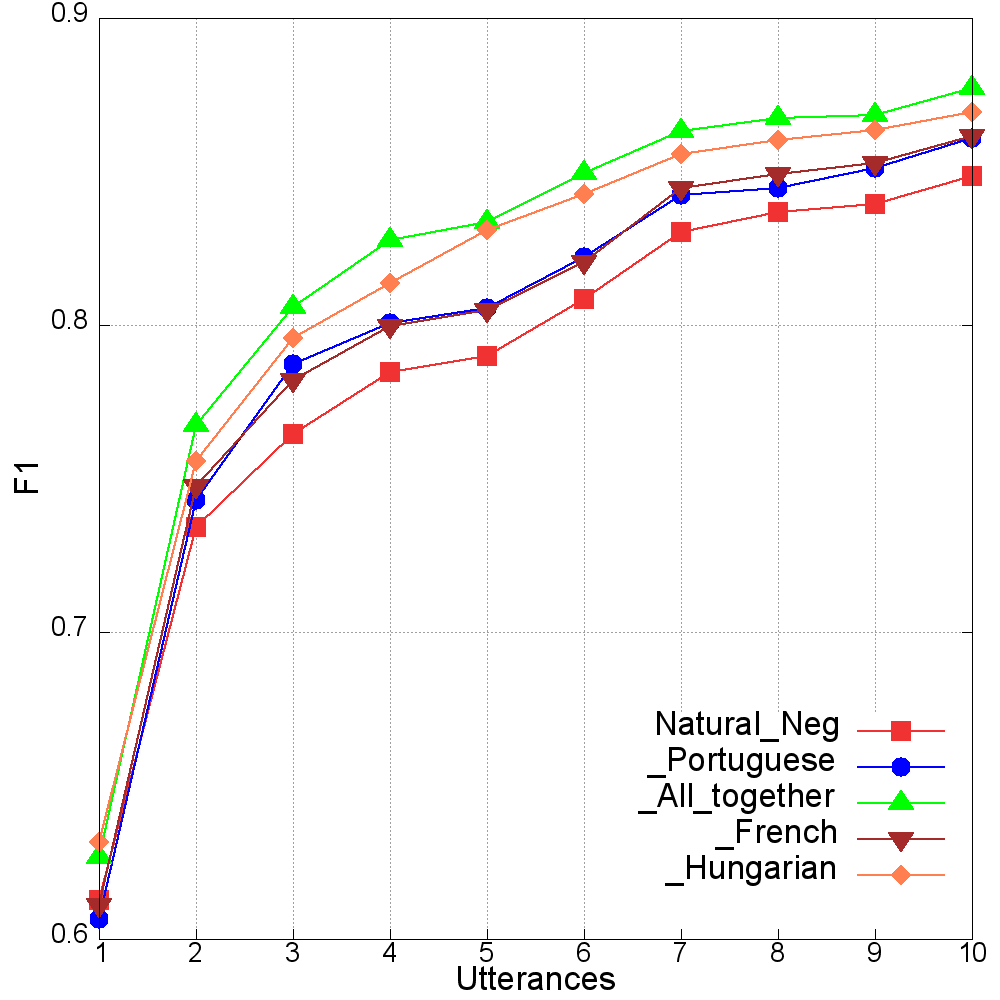 0.9
0.8
0.7
0.6
F1
Natural_Neg
_Portuguese
_All_together
_French
_Hungarian
1 2 3 4 5 6 7 8 9 10
Utterances